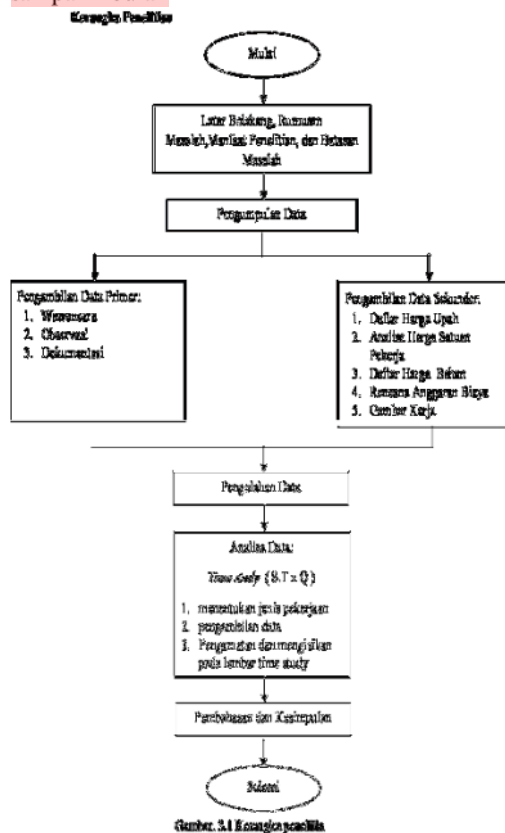 Kerangka Penelitian
Mulai
Latar Belakang, Rumusan
Masalah, Manfaat Penelitian, dan Batasan
Masalah
Pengumpulan Data
Pengambilan Data Primer:
1. Wawancara
2. Observasi
3. Dokumentasi
Pengambilan Data Sekunder:
1. Daftar Harga Upah
2. Analisa Harga Satuan
Pekerja
3. Daftar Harga Bahan
4. Rencana Anggaran Biaya
5. Gambar Kerja
Pengolahan Data
Analisa Data:
Time study (S.T x Q)
1. menentukan jenis pekerjaan
2. pengambilan data
3. Pengamatan dan mengisikan
pada lembar time study
Pembahasan dan Kesimpulan
Selesai
Gambar. 3.1 Kerangka penelitia